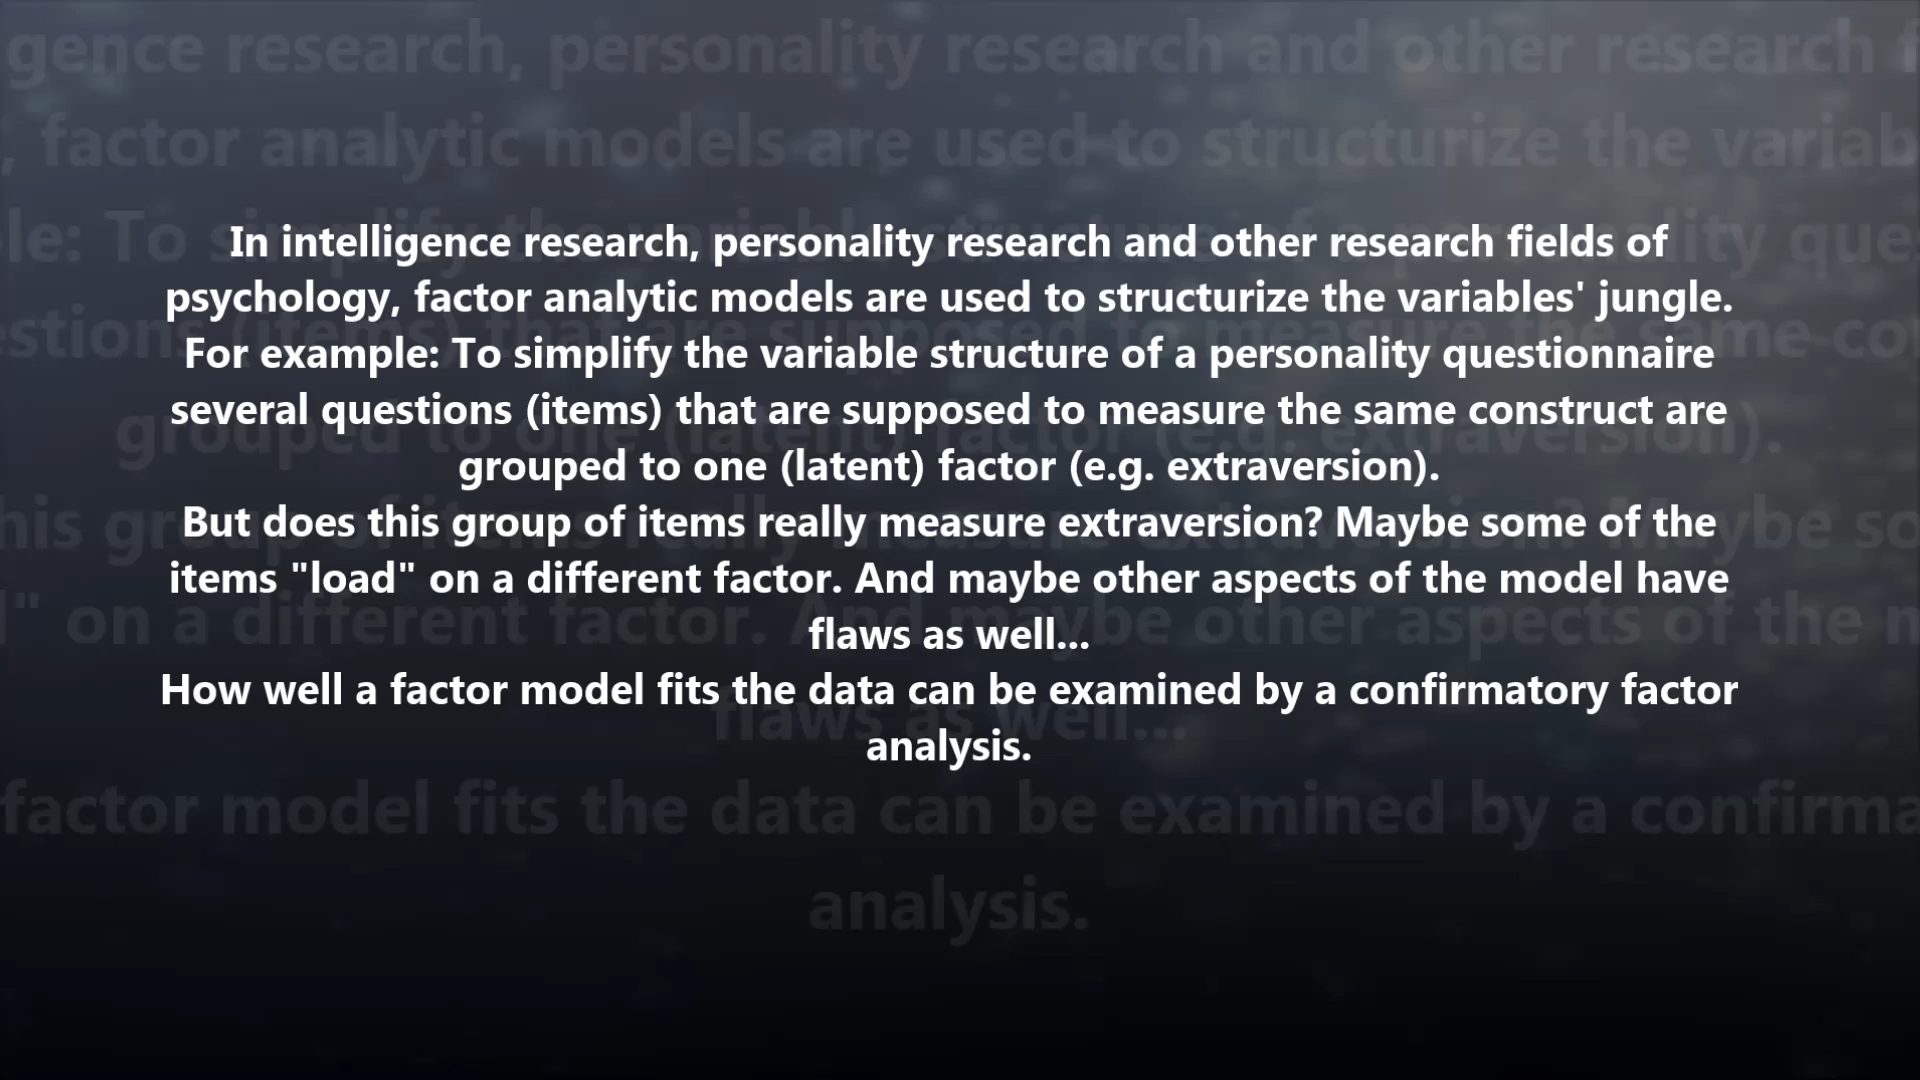 In intelligence research, personality research and other research fields of
psychology, factor analytic models are used to structurize the variables' jungle.
For example: To simplify the variable structure of a personality questionnaire
several questions (items) that are supposed to measure the same construct are
grouped to one (latent) factor (e.g. extraversion).
But does this group of items really measure extraversion? Maybe some of the
items "load" on a different factor. And maybe other aspects of the model have
flaws as well...
How well a factor model fits the data can be examined by a confirmatory factor
analysis.